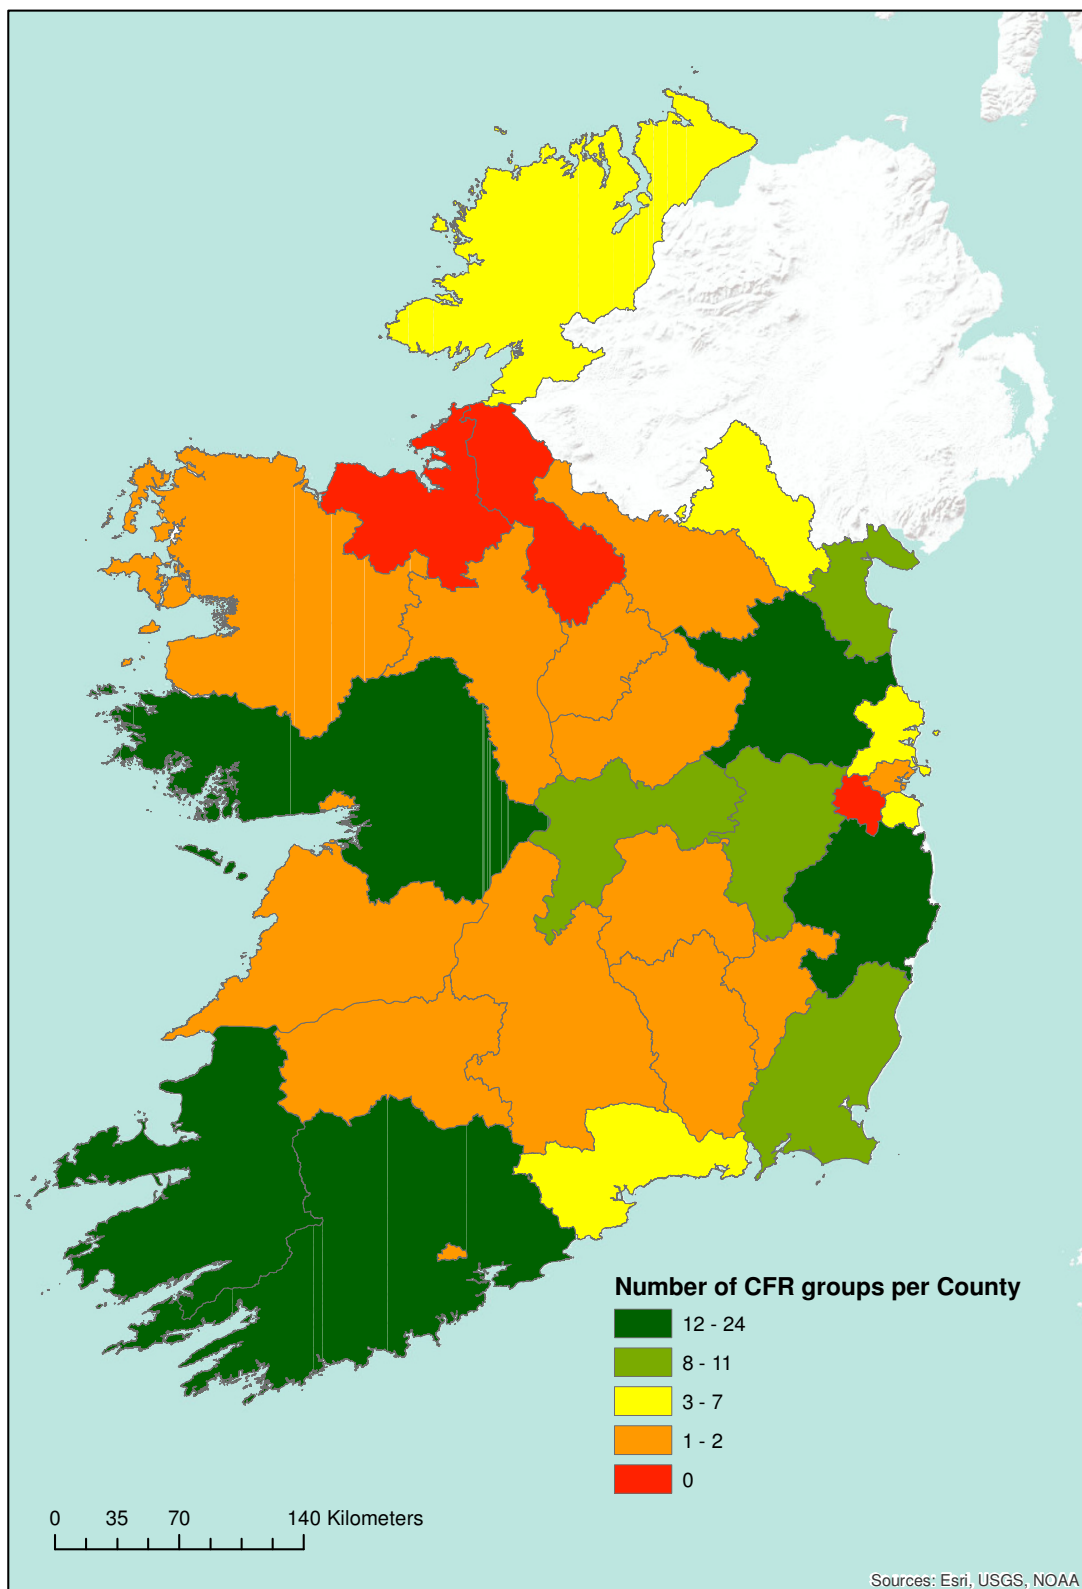 Number of CFR groups per County
12 - 24
8 - 11
3 - 7
1 - 2
0
0 35 70 140 Kilometers
Sources: Esri, USGS, NOAA